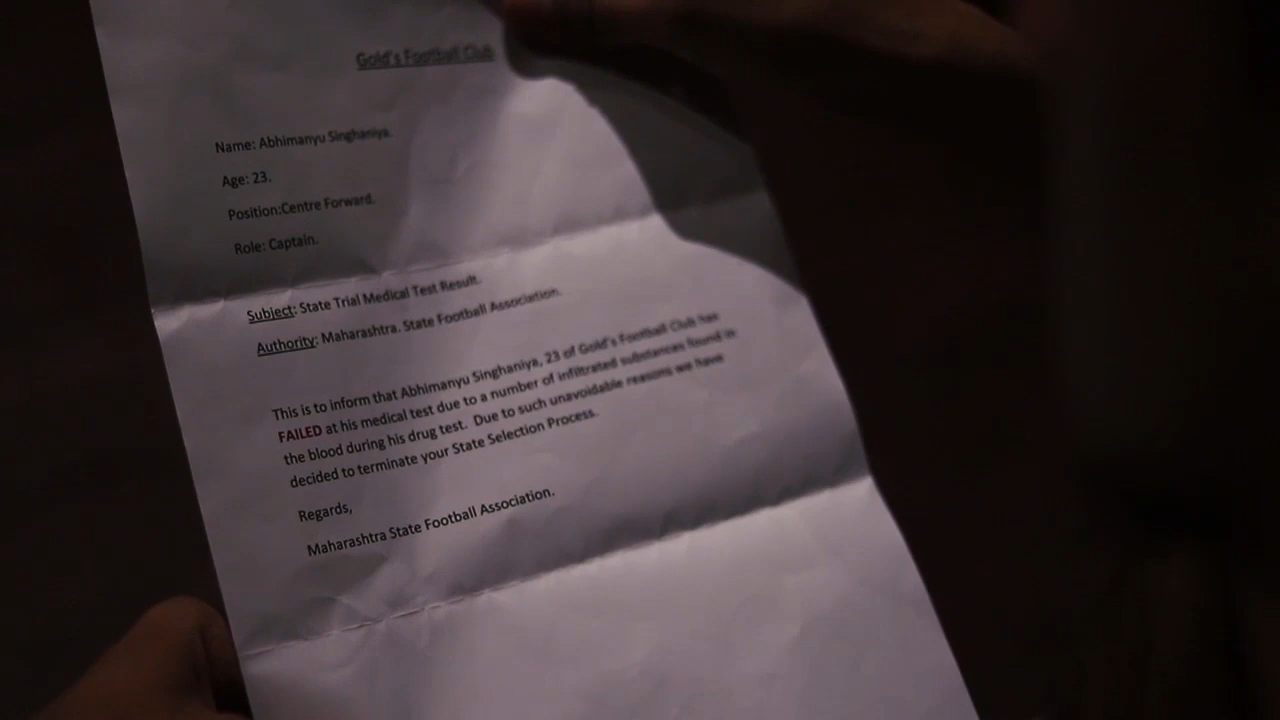 Gold's Football Club
Name: Abhimanyu Singhaniya.
Age: 23.
Position:Centre Forward.
Role: Captain.
Subject: State Trial Medical Test Result.
Authority: Maharashtra. State Football Association.
This is to inform that Abhimanyu Singhaniya, 23 of Gold's Football Club has
FAILED at his medical test due to a number of infiltrated substances found in
the blood during his drug test. Due to such unavoidable reasons we have
decided to terminate your State Selection Process.
Regards,
Maharashtra State Football Association.